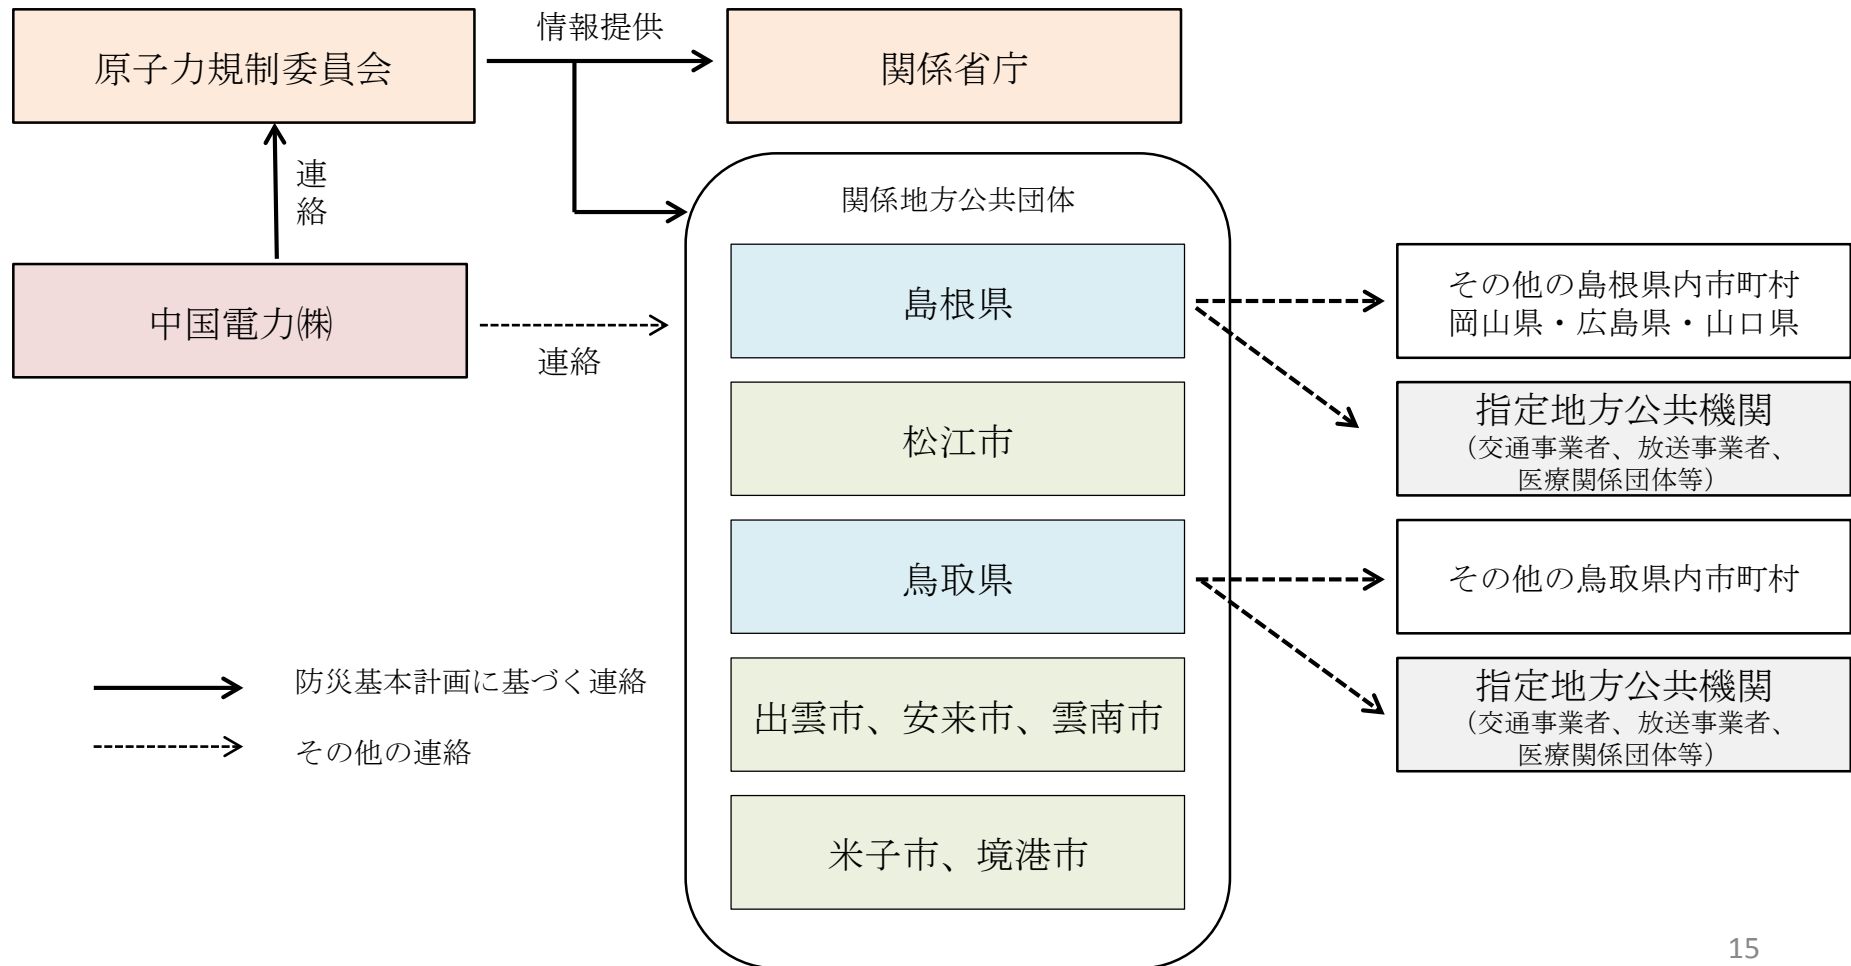 情報提供
原子力規制委員会
関係省庁
連
絡
関係地方公共団体
中国電力㈱
連絡
島根県
その他の島根県内市町村
岡山県・広島県・山口県
松江市
指定地方公共機関
（交通事業者、放送事業者、
医療関係団体等）
鳥取県
その他の鳥取県内市町村
防災基本計画に基づく連絡
その他の連絡
出雲市、安来市、雲南市
指定地方公共機関
（交通事業者、放送事業者、
医療関係団体等）
米子市、境港市
15